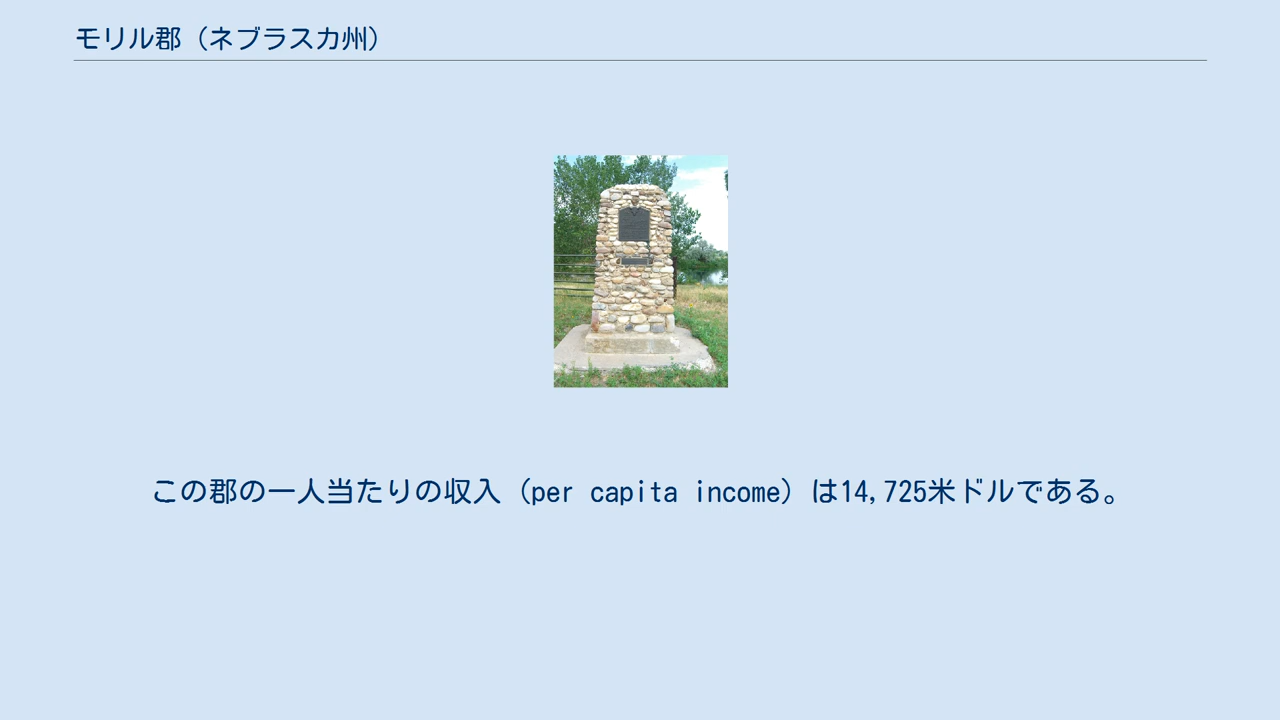 モリル郡（ネブラスカ州）
この郡の一人当たりの収入（per capita income）は14,725米ドルである。